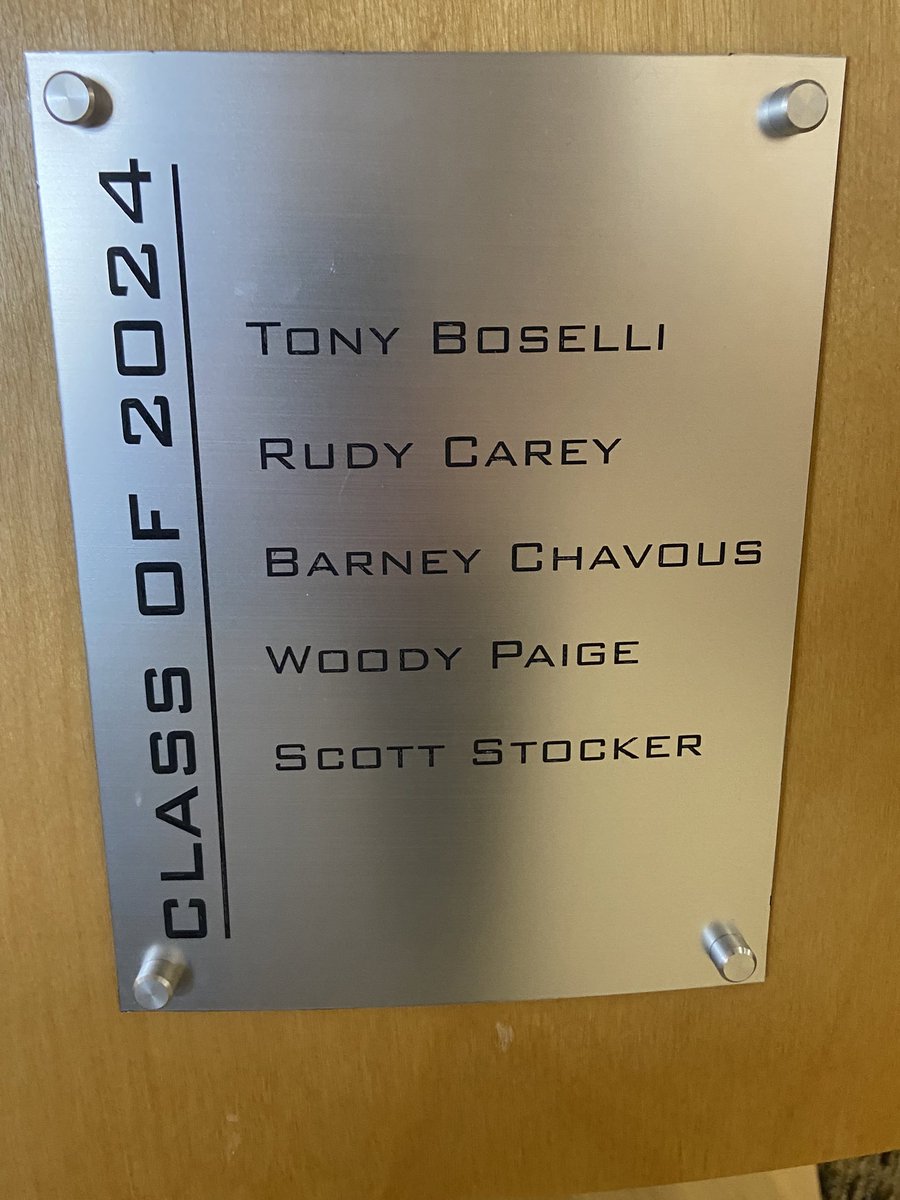 CLASS OF 2024
TONY BOSELLI
RUDY CAREY
BARNEY CHAVOUS
WOODY PAIGE
SCOTT STOCKER